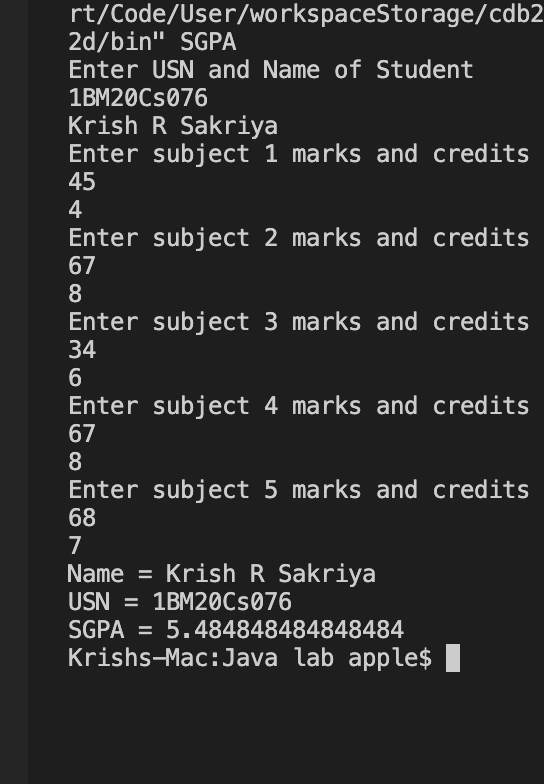 rt/Code/User/workspaceStorage/cdb2
2d/bin" SGPA
Enter USN and Name of Student
1BM20Cs076
Krish R Sakriya
Enter subject 1 marks and credits
45
4
Enter subject 2 marks and credits
67
8
Enter subject 3 marks and credits
34
6
Enter subject 4 marks and credits
67
8
Enter subject 5 marks and credits
68
7
Name = Krish R Sakriya
USN = 1BM20Cs076
SGPA = 5.484848484848484
Krishs-Mac:Java lab apple$